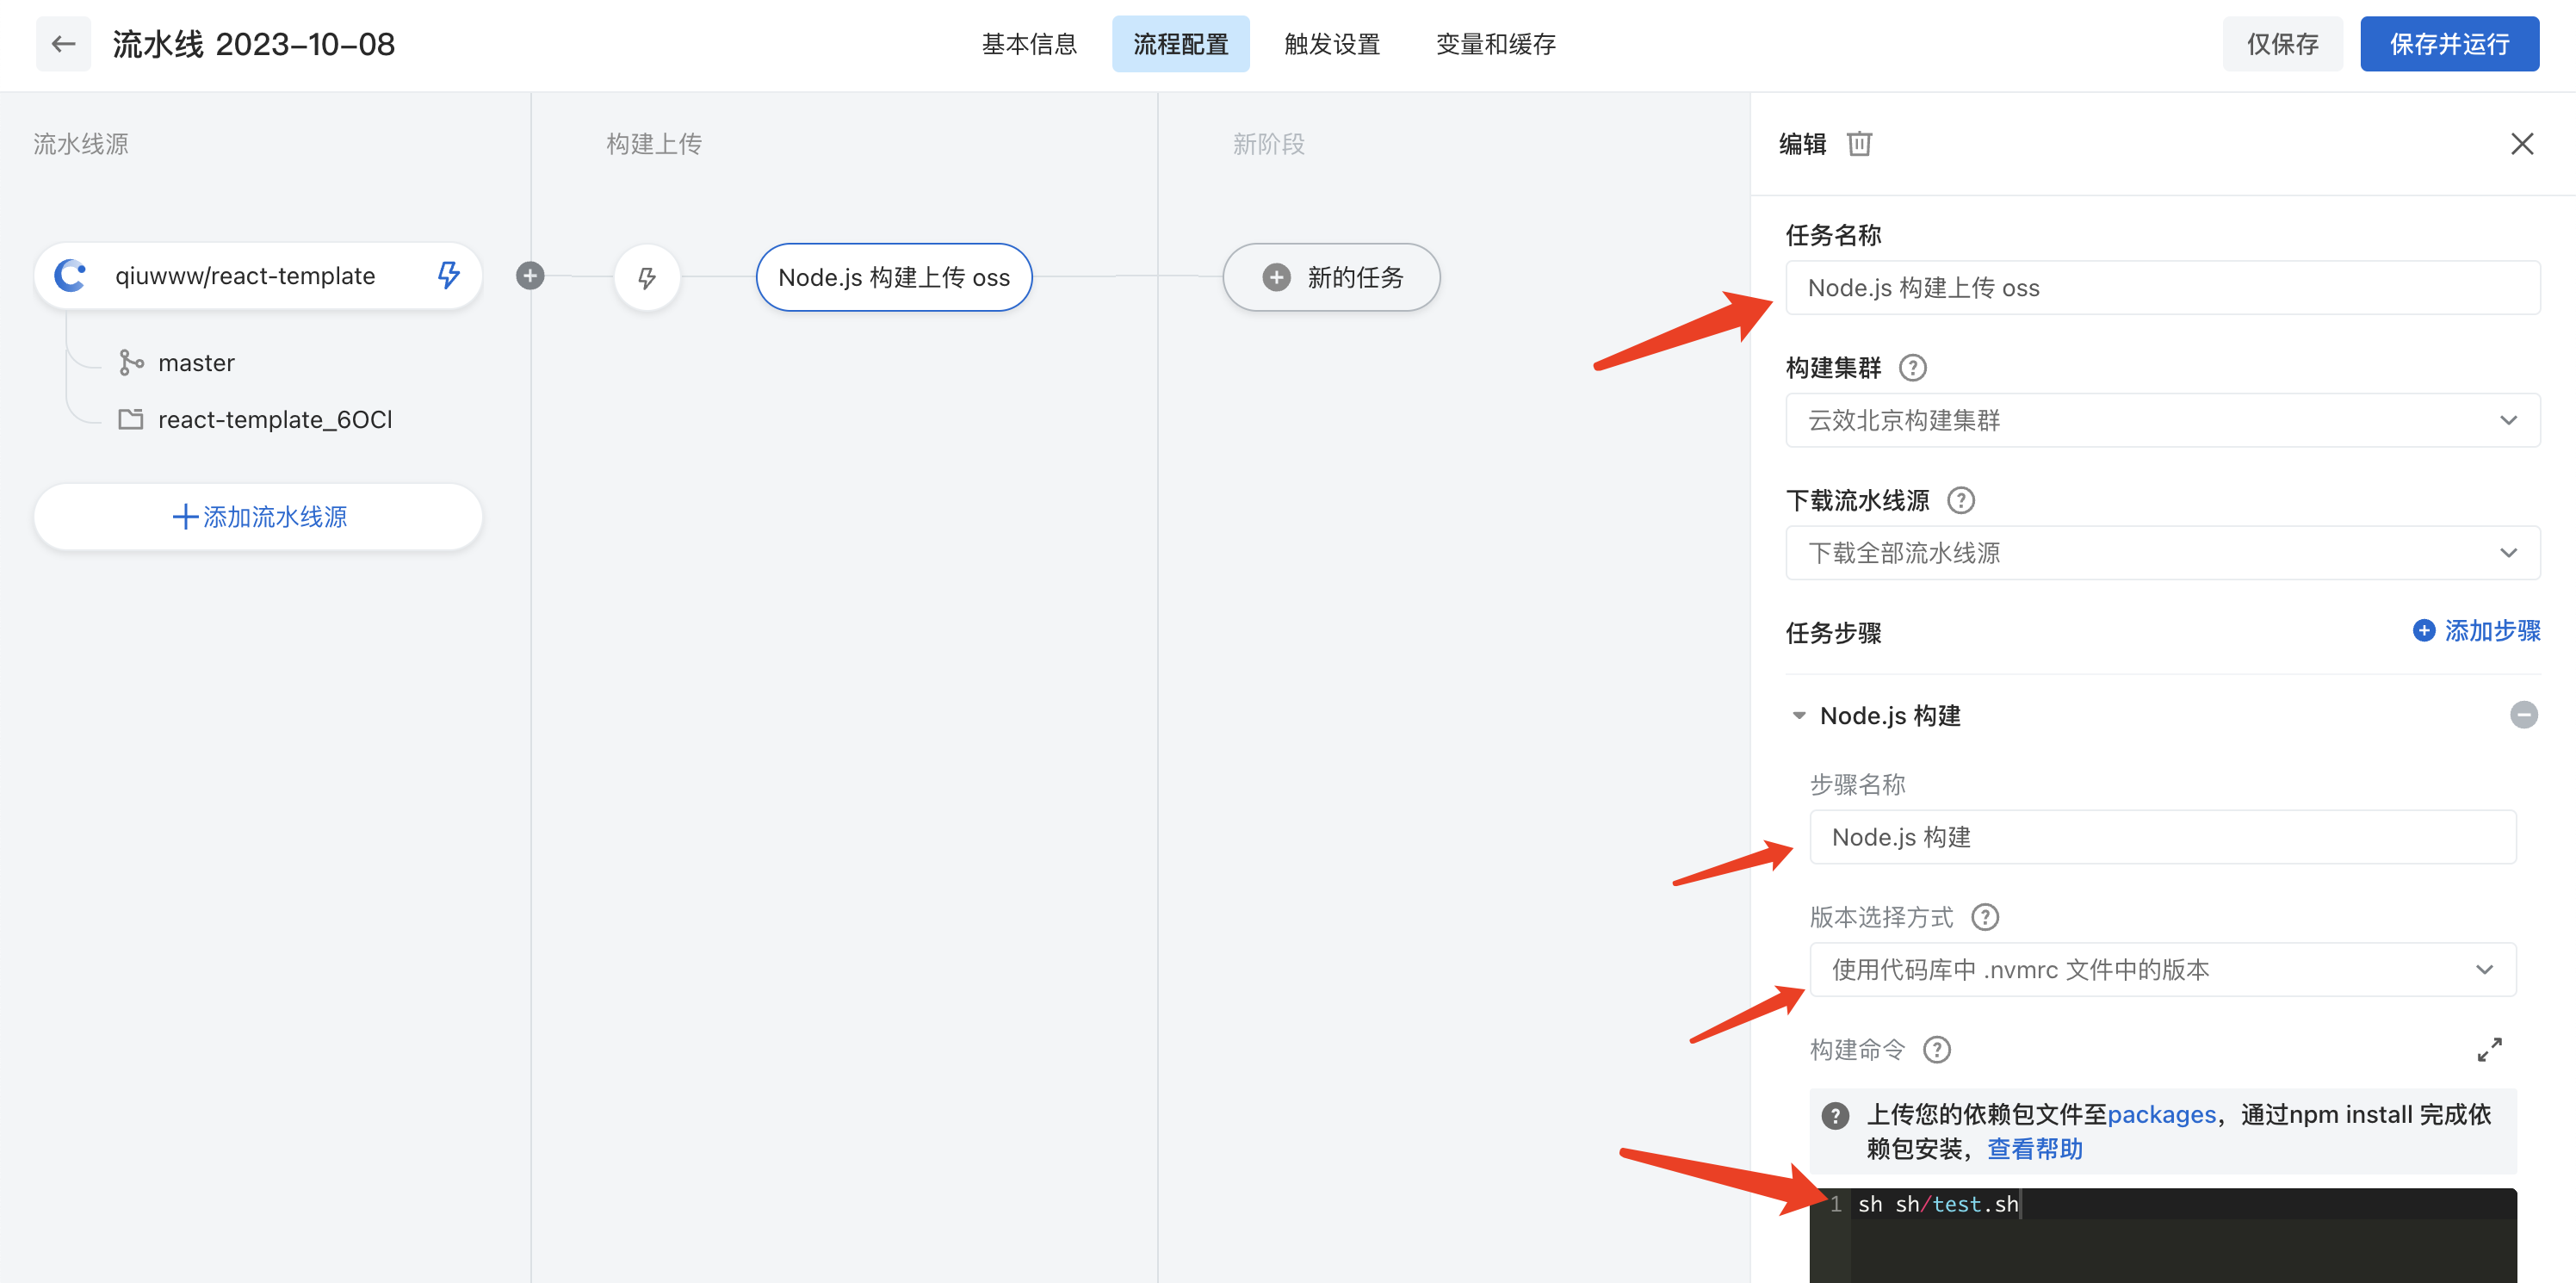 流水线 2023-10-08
基本信息
流程配置
触发设置
变量和缓存
仅保存
保存并运行
流水线源
构建上传
新阶段
qiuwww/react-template
master
react-template_6OCl
添加流水线源
Node.js 构建上传 oss
新的任务
编辑
任务名称
Node.js 构建上传 oss
构建集群
云效北京构建集群
下载流水线源
下载全部流水线源
任务步骤
添加步骤
Node.js 构建
步骤名称
Node.js 构建
版本选择方式
使用代码库中 .nvmrc 文件中的版本
构建命令
上传您的依赖包文件至packages，通过npm install 完成依
赖包安装，查看帮助
1 sh sh/test.sh